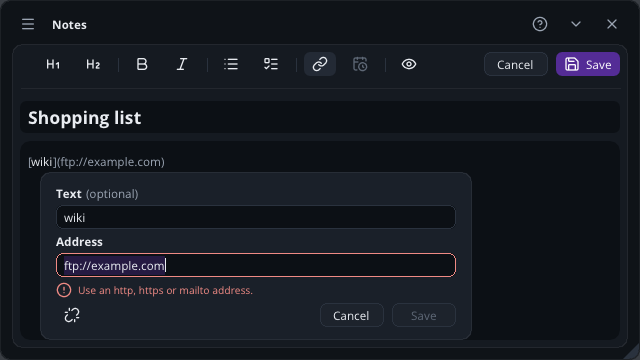 Notes
H1 H2 B I Cancel Save
Shopping list
[wiki](ftp://example.com)
Text (optional)
wiki
Address
ftp://example.com
Use an http, https or mailto address.
Cancel Save